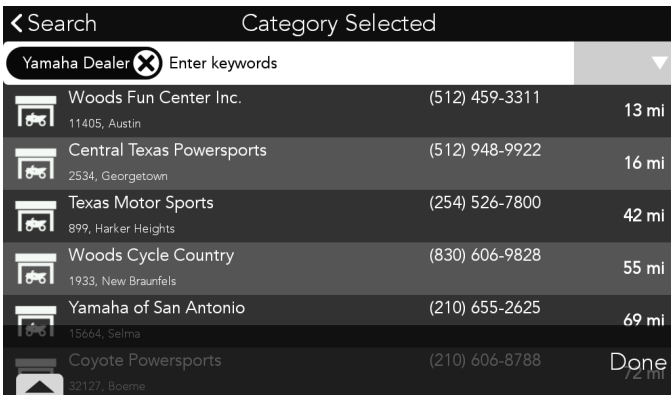 Search
Category Selected
Yamaha Dealer Enter keywords
Woods Fun Center Inc. (512) 459-3311
11405, Austin
13 mi
Central Texas Powersports (512) 948-9922
2534, Georgetown
16 mi
Texas Motor Sports (254) 526-7800
899, Harker Heights
42 mi
Woods Cycle Country (830) 606-9828
1933, New Braunfels
55 mi
Yamaha of San Antonio (210) 655-2625
15664, Selma
69 mi
Coyote Powersports (210) 606-8788
32127, Boerne
72 mi
Done